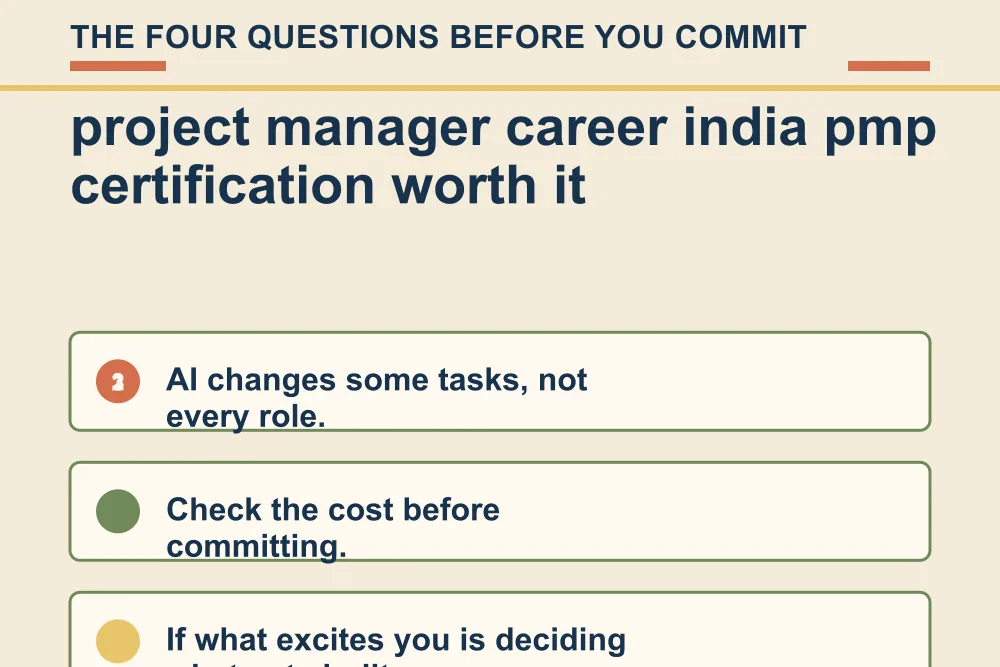 THE FOUR QUESTIONS BEFORE YOU COMMIT
project manager career india pmp
certification worth it
AI changes some tasks, not
every role.
Check the cost before
committing.
If what excites you is deciding